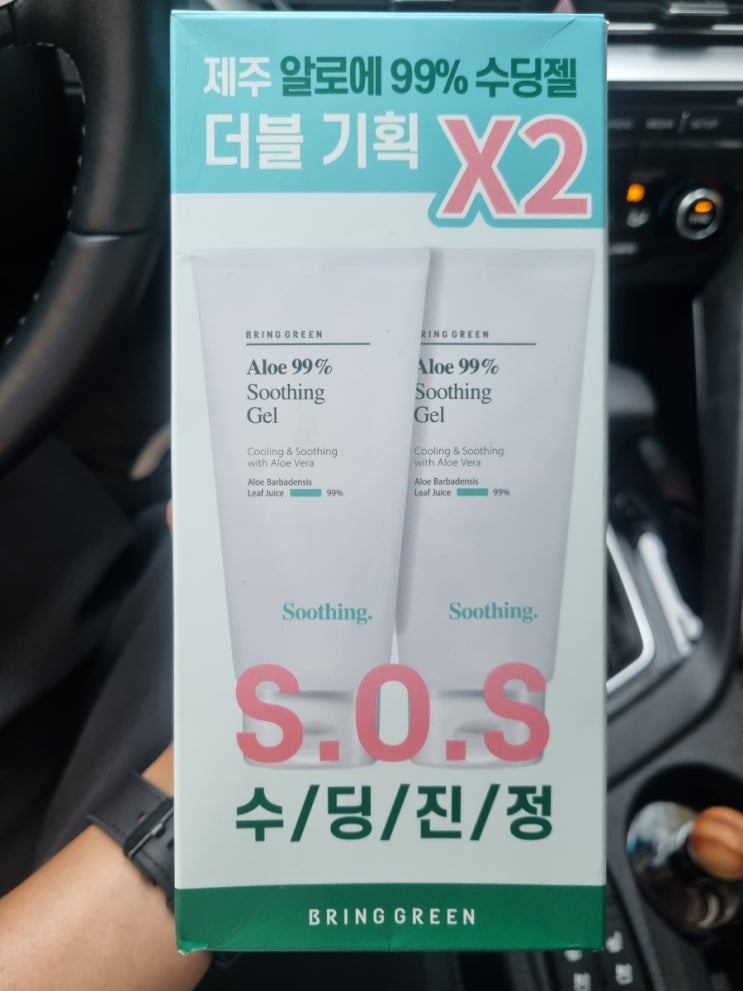 제주 알로에 99% 수딩젤
더블 기획 X2
BRING GREEN
Aloe 99%
Soothing
Gel
Cooling & Soothing
with Aloe Vera
Aloe Barbadensis
Leaf Juice 99%
Soothing.
BRING GREEN
Aloe 99%
Soothing
Gel
Cooling & Soothing
with Aloe Vera
Aloe Barbadensis
Leaf Juice 99%
Soothing.
S.O.S
수/딩/진/정
BRING GREEN